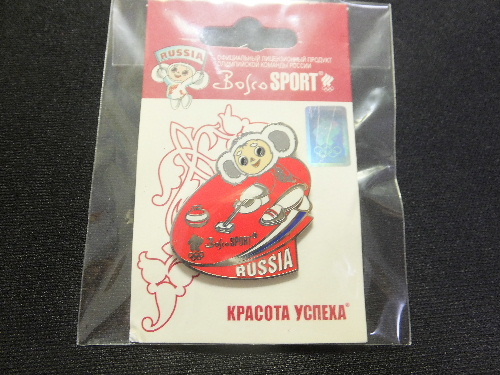 RUSSIA
ОФИЦИАЛЬНЫЙ ЛИЦЕНЗИОННЫЙ ПРОДУКТ
ОЛИМПИЙСКОЙ КОМАНДЫ РОССИИ
Bosco SPORT®
Bosco SPORT
RUSSIA
КРАСОТА УСПЕХА®